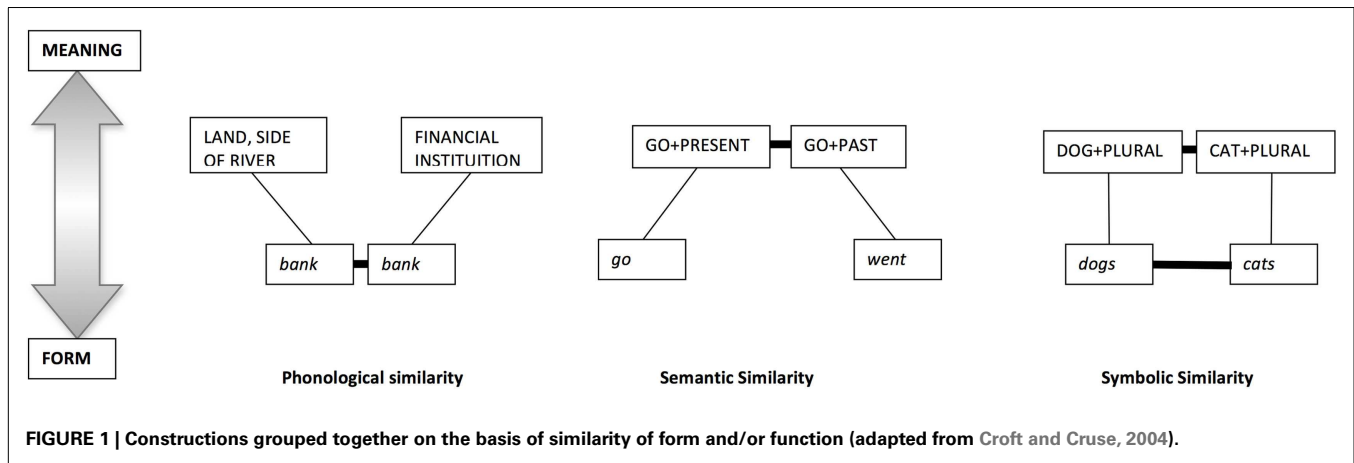 MEANING
LAND, SIDE
OF RIVER
FINANCIAL
INSTITUITION
GO+PRESENT
GO+PAST
DOG+PLURAL
CAT+PLURAL
bank
bank
go
went
dogs
cats
FORM
Phonological similarity
Semantic Similarity
Symbolic Similarity
FIGURE 1 | Constructions grouped together on the basis of similarity of form and/or function (adapted from Croft and Cruse, 2004).